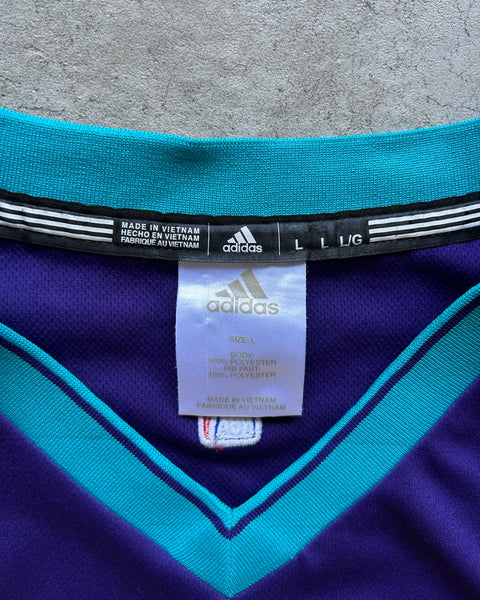 MADE IN VIETNAM
HECHO EN VIETNAM
FABRIQUÉ AU VIETNAM
adidas
L L L/G
adidas
SIZE: L
BODY:
100% POLYESTER
RIB PART:
100% POLYESTER
MADE IN VIETNAM
FABRIQUE AU VIETNAM